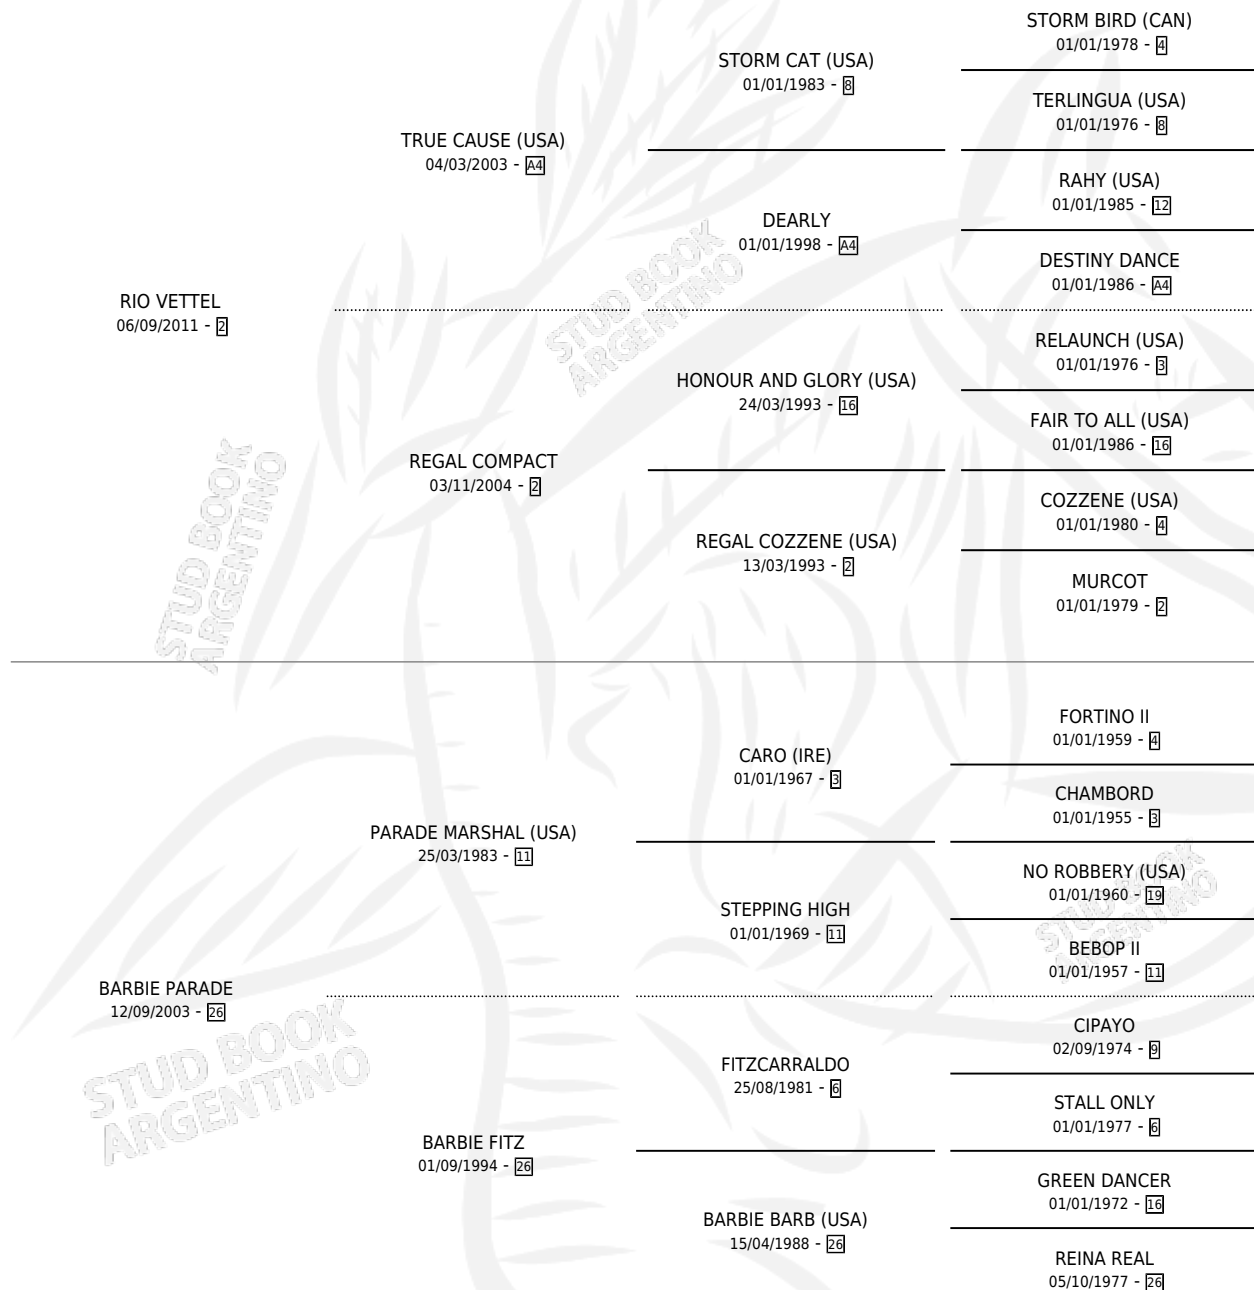 STORM BIRD (CAN)
01/01/1978 - 4
STORM CAT (USA)
01/01/1983 - 8
TERLINGUA (USA)
01/01/1976 - 8
TRUE CAUSE (USA)
04/03/2003 - A4
RAHY (USA)
01/01/1985 - 12
DEARLY
01/01/1998 - A4
DESTINY DANCE
01/01/1986 - A4
RIO VETTEL
06/09/2011 - 2
RELAUNCH (USA)
01/01/1976 - 3
HONOUR AND GLORY (USA)
24/03/1993 - 16
FAIR TO ALL (USA)
01/01/1986 - 16
REGAL COMPACT
03/11/2004 - 2
COZZENE (USA)
01/01/1980 - 4
REGAL COZZENE (USA)
13/03/1993 - 2
MURCOT
01/01/1979 - 2
STUD BOOK
ARGENTINO
STUD BOOK
ARGENTINO
FORTINO II
01/01/1959 - 4
CARO (IRE)
01/01/1967 - 3
CHAMBORD
01/01/1955 - 3
PARADE MARSHAL (USA)
25/03/1983 - 11
NO ROBBERY (USA)
01/01/1960 - 19
STEPPING HIGH
01/01/1969 - 11
BEBOP II
01/01/1957 - 11
STUD BOOK
ARGENTINO
BARBIE PARADE
12/09/2003 - 26
CIPAYO
02/09/1974 - 9
FITZCARRALDO
25/08/1981 - 6
STALL ONLY
01/01/1977 - 6
BARBIE FITZ
01/09/1994 - 26
GREEN DANCER
01/01/1972 - 16
BARBIE BARB (USA)
15/04/1988 - 26
REINA REAL
05/10/1977 - 26
STUD BOOK
ARGENTINO